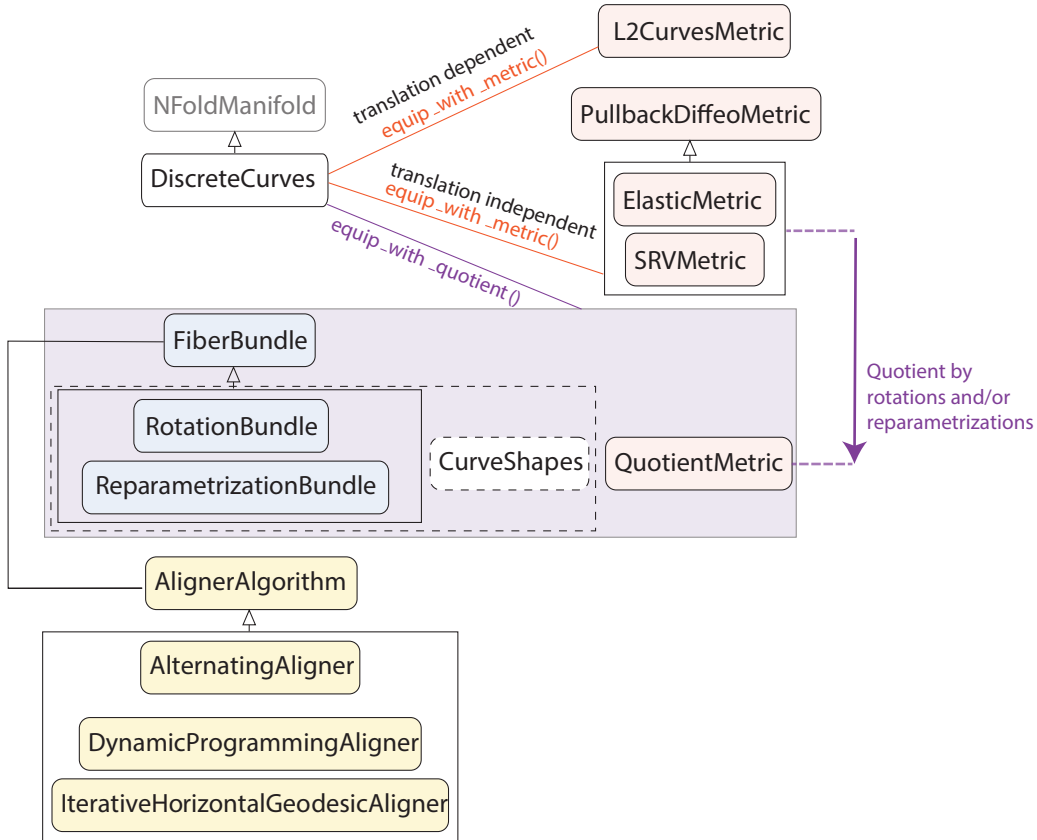 L2CurvesMetric
translation dependent
equip_with_metric()
NFoldManifold
PullbackDiffeoMetric
DiscreteCurves
translation independent
equip_with_metric()
ElasticMetric
SRVMetric
equip_with_quotient()
FiberBundle
Quotient by
rotations and/or
reparametrizations
RotationBundle
CurveShapes
QuotientMetric
ReparametrizationBundle
AlignerAlgorithm
AlternatingAligner
DynamicProgrammingAligner
IterativeHorizontalGeodesicAligner